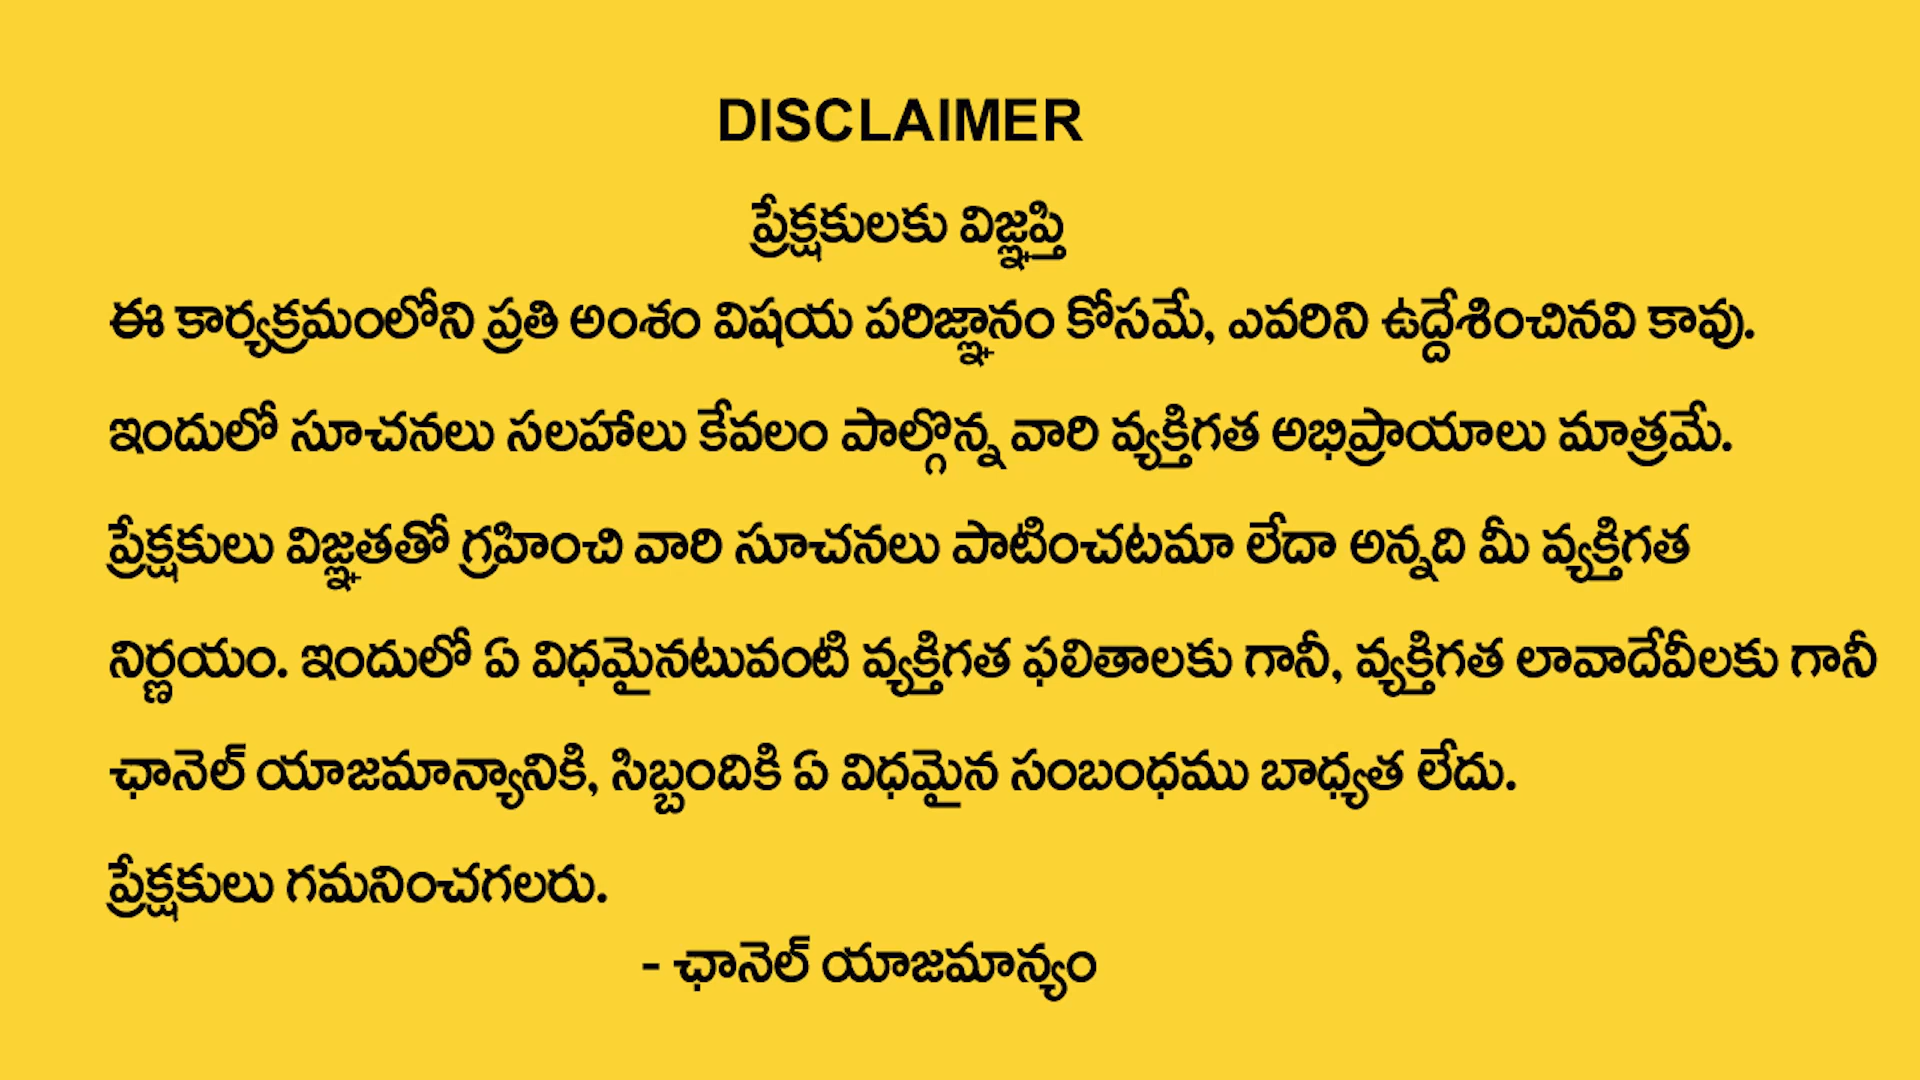 DISCLAIMER
ప్రేక్షకులకు విజ్ఞప్తి
ఈ కార్యక్రమంలోని ప్రతి అంశం విషయ పరిజ్ఞానం కోసమే, ఎవరిని ఉద్దేశించినవి కావు.
ఇందులో సూచనలు సలహాలు కేవలం పాల్గొన్న వారి వ్యక్తిగత అభిప్రాయాలు మాత్రమే.
ప్రేక్షకులు విజ్ఞతతో గ్రహించి వారి సూచనలు పాటించటమా లేదా అన్నది మీ వ్యక్తిగత
నిర్ణయం. ఇందులో ఏ విధమైనటువంటి వ్యక్తిగత ఫలితాలకు గానీ, వ్యక్తిగత లావాదేవీలకు గానీ
ఛానెల్ యాజమాన్యానికి, సిబ్బందికి ఏ విధమైన సంబంధము బాధ్యత లేదు.
ప్రేక్షకులు గమనించగలరు.
- ఛానెల్ యాజమాన్యం